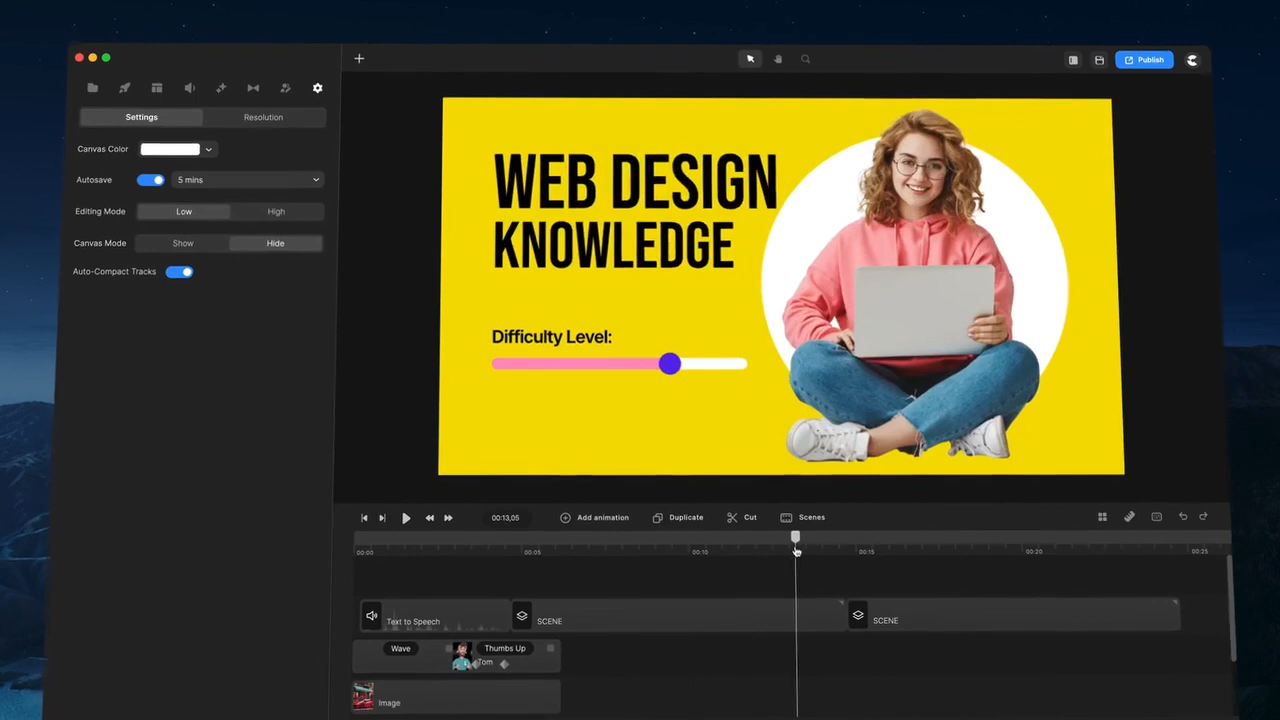 Publish
Settings
Resolution
Canvas Color
Autosave
5 mins
Editing Mode
Low
High
Canvas Mode
Show
Hide
Auto-Compact Tracks
WEB DESIGN
KNOWLEDGE
Difficulty Level:
00:13,05
Add animation
Duplicate
Cut
Scenes
00:00
00:05
00:10
00:15
00:20
00:25
Text to Speech
SCENE
SCENE
Wave
Thumbs Up
Tom
Image